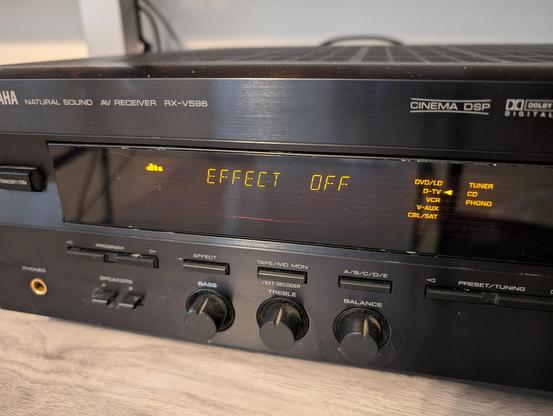 AHA NATURAL SOUND AV RECEIVER RX-V596
CINEMA DSP
DOLBY
DIGITAL
dts
EFFECT OFF
DVD/LD
D-TV
VCR
V-AUX
CBL/SAT
TUNER
CD
PHONO
STANDBY/ON
PROGRAM
EFFECT
TAPE/MD MON
/EXT. DECODER
A/B/C/D/E
PRESET/TUNING
PHONES
SPEAKERS
BASS
TREBLE
BALANCE